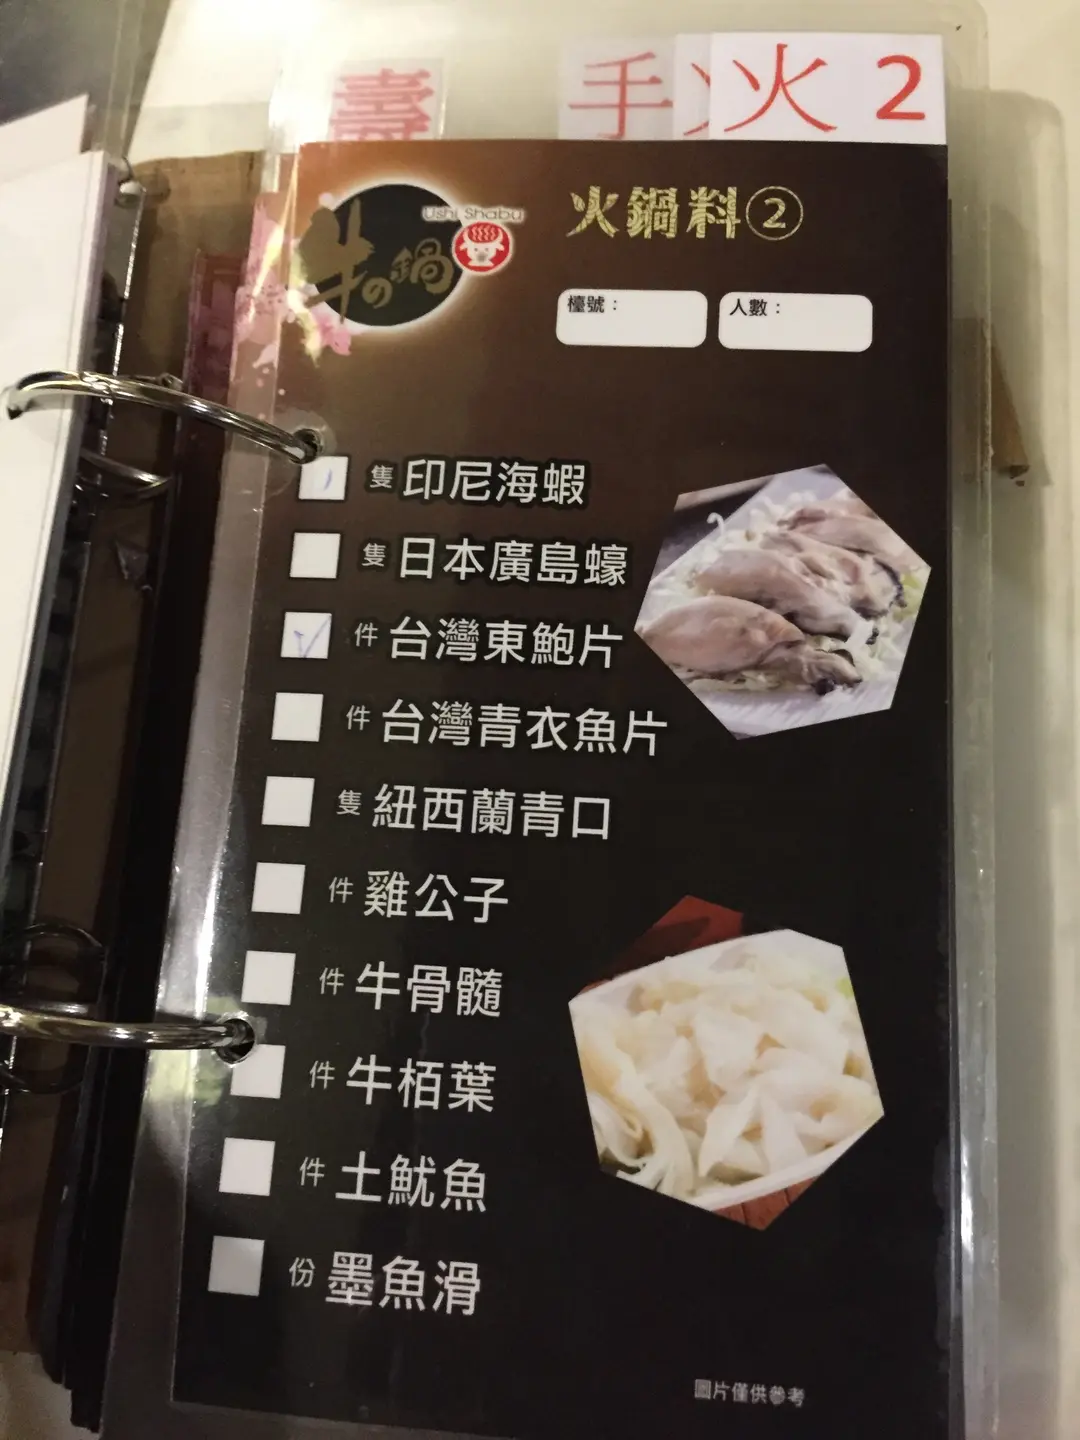 壽 手 火 2
Ushi Shabu
牛の鍋
火鍋料②
檯號：
人數：
隻 印尼海蝦
隻 日本廣島蠔
件 台灣東鮑片
件 台灣青衣魚片
隻 紐西蘭青口
件 雞公子
件 牛骨髓
件 牛栢葉
件 土魷魚
份 墨魚滑
圖片僅供參考